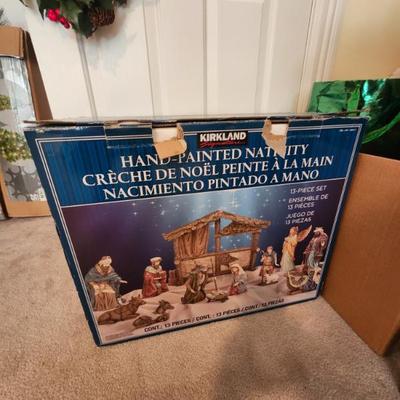 KIRKLAND
Signature
HAND-PAINTED NATIVITY
CRÈCHE DE NOËL PEINTE À LA MAIN
NACIMIENTO PINTADO A MANO
13-PIECE SET
ENSEMBLE DE
13 PIÈCES
JUEGO DE
13 PIEZAS
CONT.: 13 PIECES / CONT.: 13 PIÈCES / CONT.: 13 PIEZAS